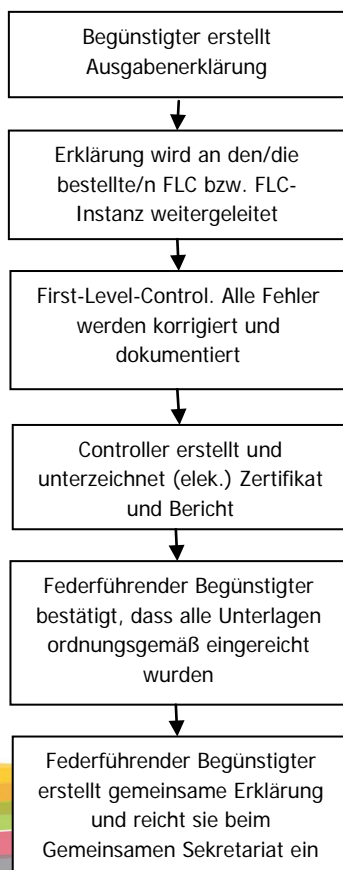 Begünstigter erstellt
Ausgabenerklärung
Erklärung wird an den/die
bestellte/n FLC bzw. FLC-
Instanz weitergeleitet
First-Level-Control. Alle Fehler
werden korrigiert und
dokumentiert
Controller erstellt und
unterzeichnet (elek.) Zertifikat
und Bericht
Federführender Begünstigter
bestätigt, dass alle Unterlagen
ordnungsgemäß eingereicht
wurden
Federführender Begünstigter
erstellt gemeinsame Erklärung
und reicht sie beim
Gemeinsamen Sekretariat ein